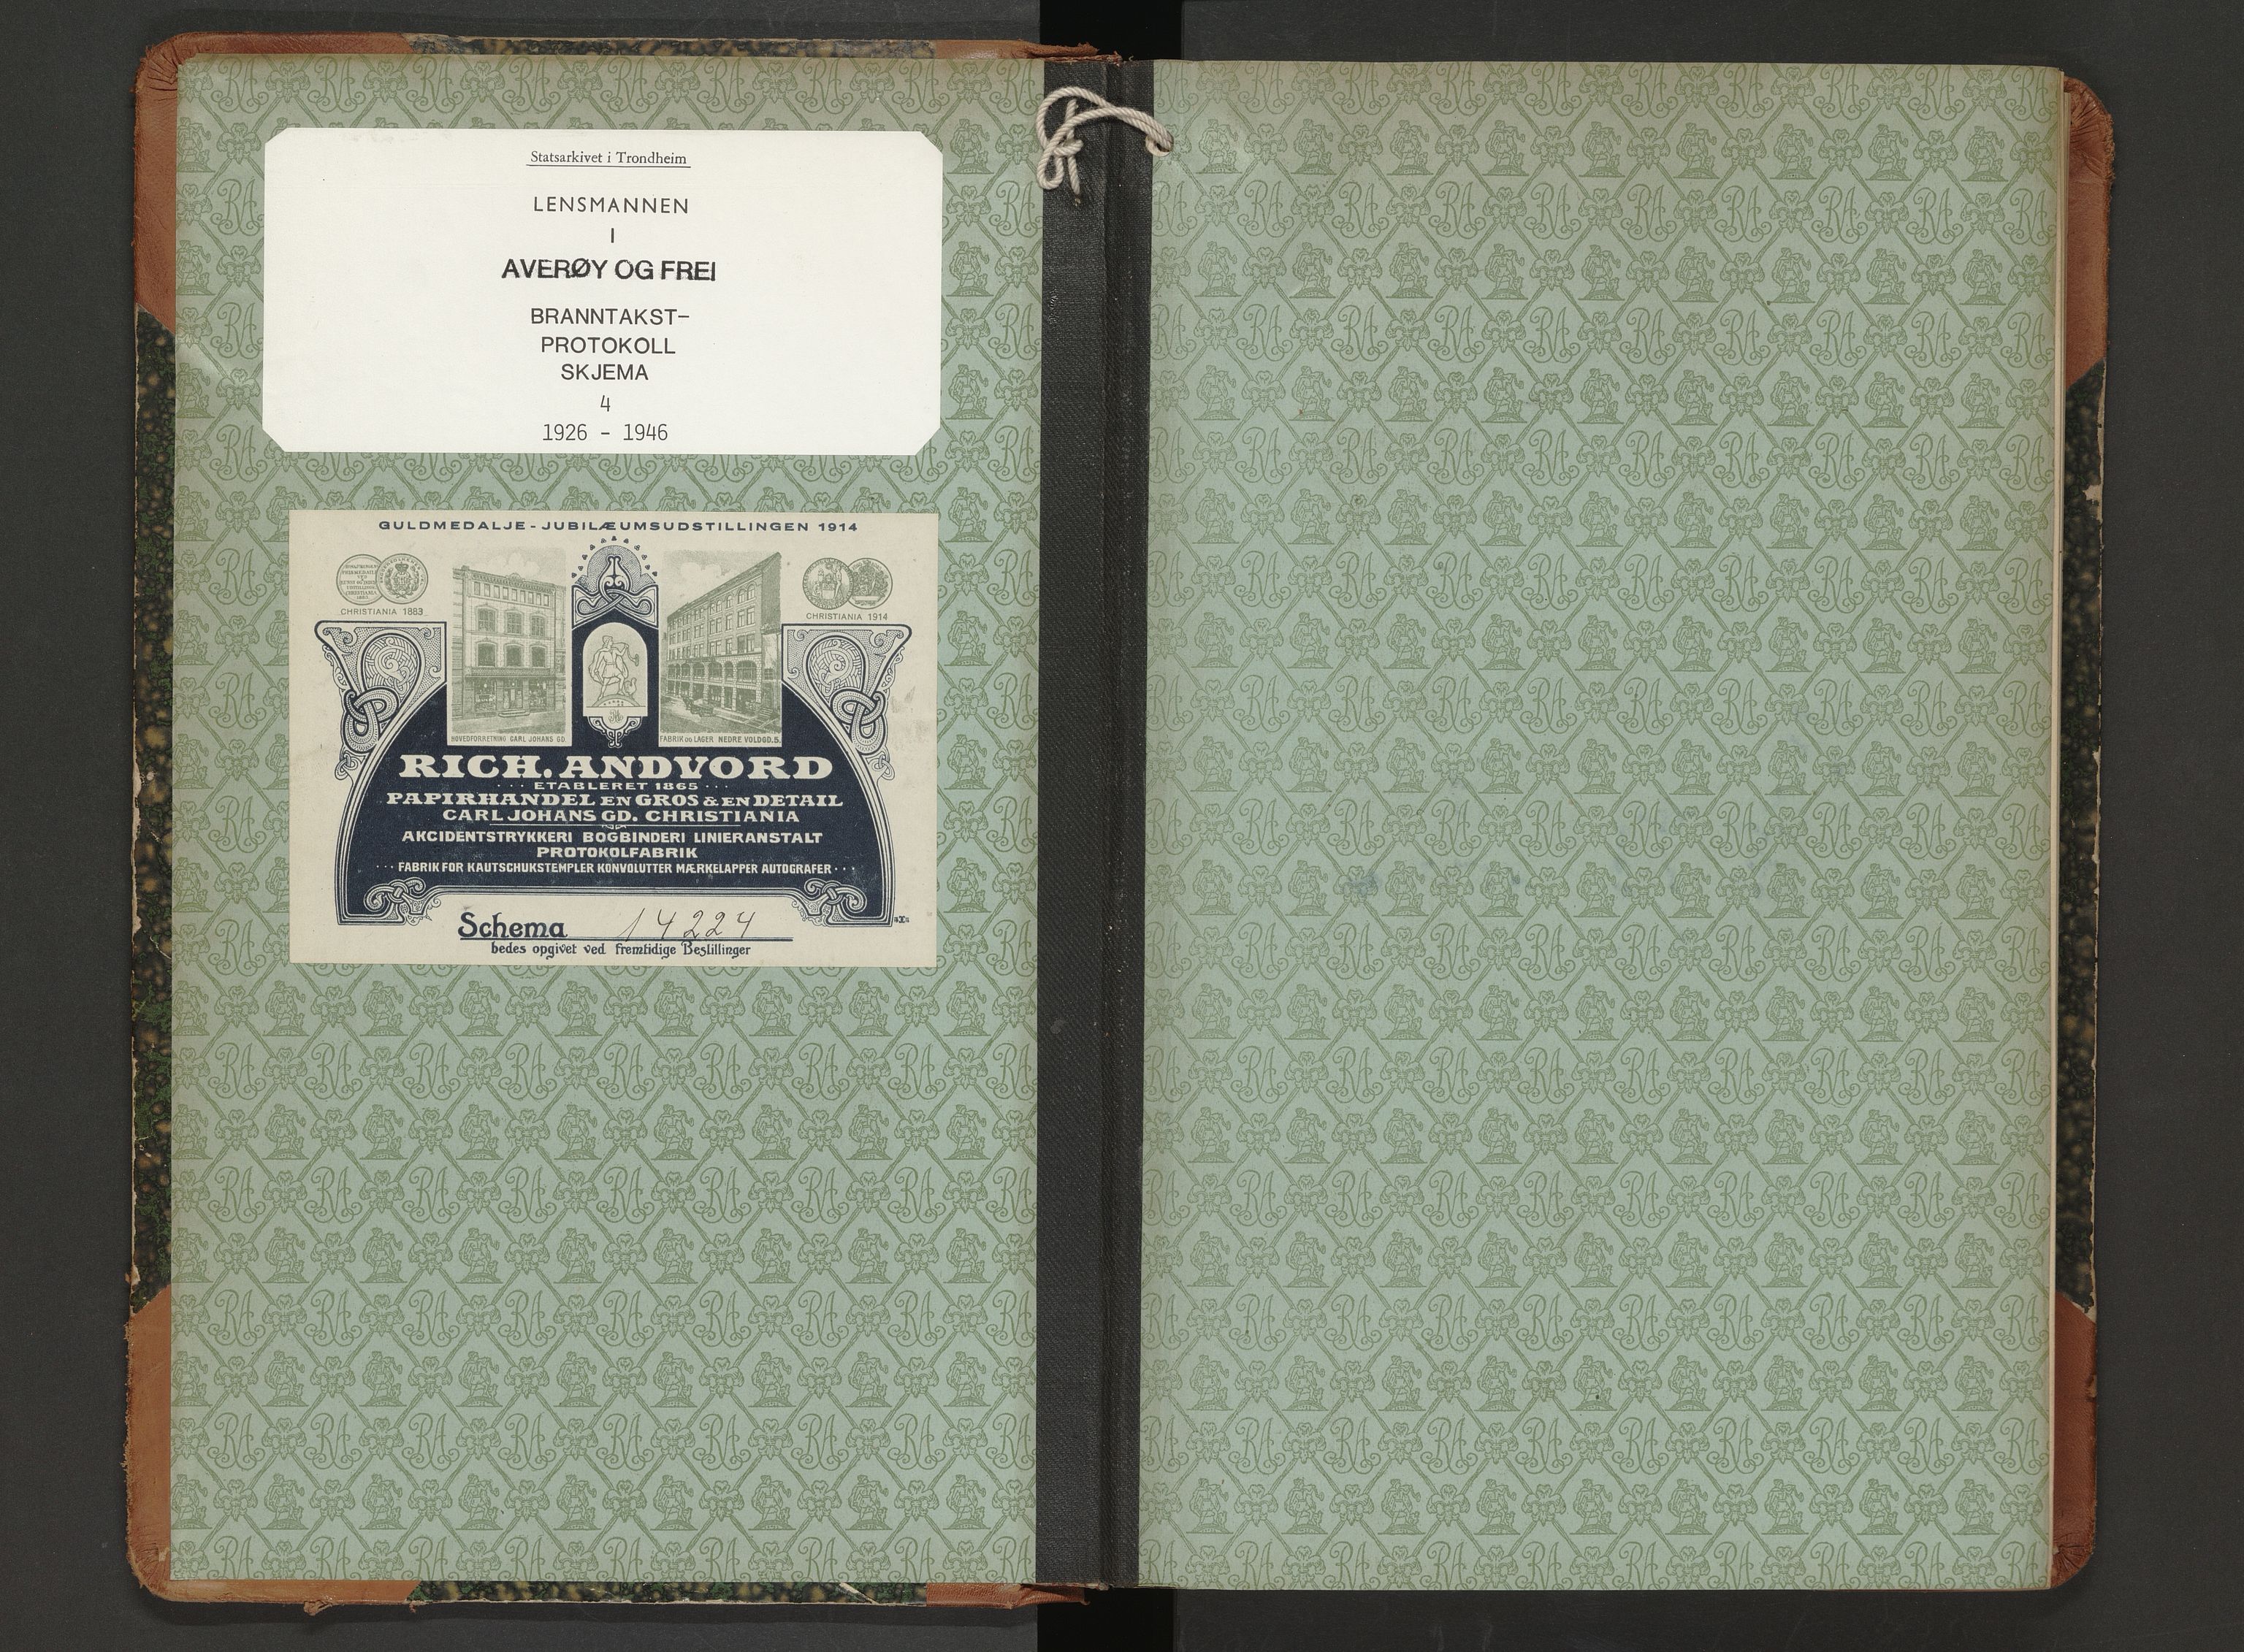 Statsarkivet i Trondheim
LENSMANNEN
I
AVERØY OG FREI
BRANNTAKST-
PROTOKOLL
SKJEMA
4
1926 - 1946
GULDMEDALJE-JUBILÆUMSUDSTILLINGEN 1914
CHRISTIANIA 1883
CHRISTIANIA 1914
HOVEDFORRETNING CARL JOHANS GD.
FABRIK OG LAGER NEDRE VOLDGD. 5.
RICH. ANDVORD
ETABLERET 1865
PAPIRHANDEL EN GROS & EN DETAIL
CARL JOHANS GD. CHRISTIANIA
AKCIDENTSTRYKKERI BOGBINDERI LINIERANSTALT
PROTOKOLFABRIK
FABRIK FOR KAUTSCHUKSTEMPLER KONVOLUTTER MÆRKELAPPER AUTOGRAFER
Schema 14224
bedes opgivet ved fremtidige Bestillinger